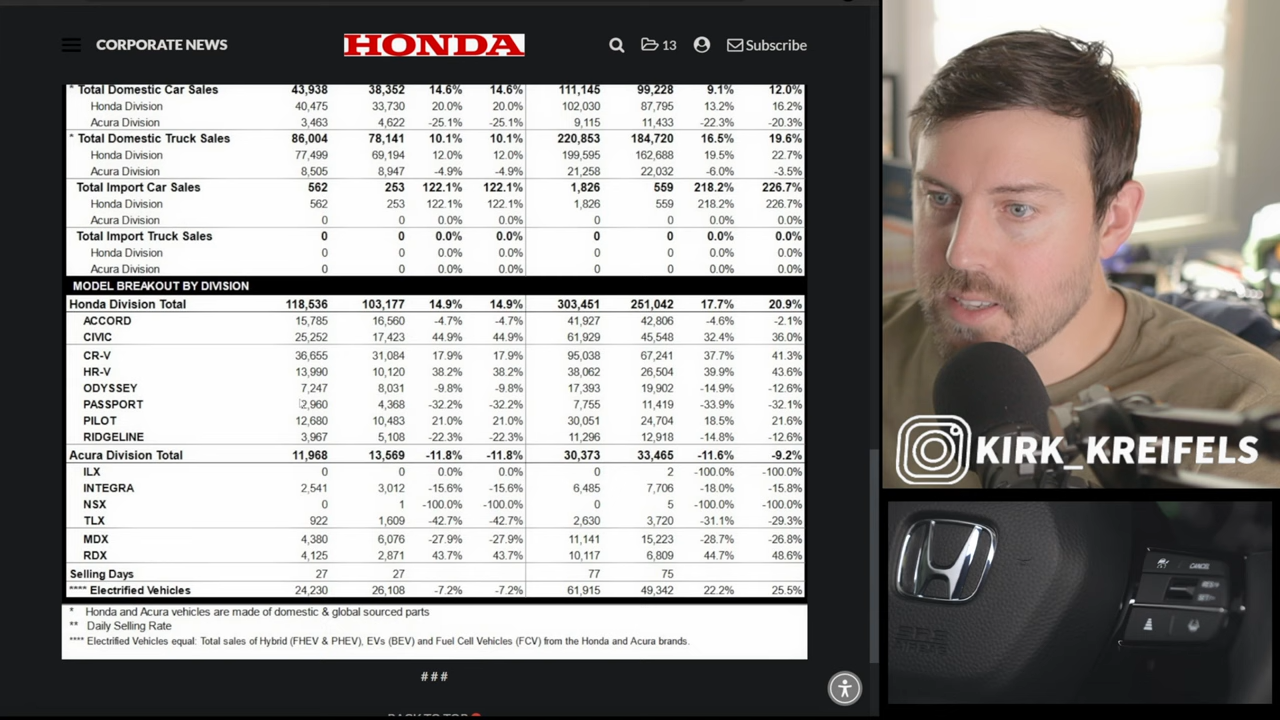 CORPORATE NEWS
HONDA
13
Subscribe
* Total Domestic Car Sales 43,938 38,352 14.6% 14.6% 111,145 99,228 9.1% 12.0%
Honda Division 40,475 33,730 20.0% 20.0% 102,030 87,795 13.2% 16.2%
Acura Division 3,463 4,622 -25.1% -25.1% 9,115 11,433 -22.3% -20.3%
* Total Domestic Truck Sales 86,004 78,141 10.1% 10.1% 220,853 184,720 16.5% 19.6%
Honda Division 77,499 69,194 12.0% 12.0% 199,595 162,688 19.5% 22.7%
Acura Division 8,505 8,947 -4.9% -4.9% 21,258 22,032 -6.0% -3.5%
Total Import Car Sales 562 253 122.1% 122.1% 1,826 559 218.2% 226.7%
Honda Division 562 253 122.1% 122.1% 1,826 559 218.2% 226.7%
Acura Division 0 0 0.0% 0.0% 0 0 0.0% 0.0%
Total Import Truck Sales 0 0 0.0% 0.0% 0 0 0.0% 0.0%
Honda Division 0 0 0.0% 0.0% 0 0 0.0% 0.0%
Acura Division 0 0 0.0% 0.0% 0 0 0.0% 0.0%
MODEL BREAKOUT BY DIVISION
Honda Division Total 118,536 103,177 14.9% 14.9% 303,451 251,042 17.7% 20.9%
ACCORD 15,785 16,560 -4.7% -4.7% 41,927 42,806 -4.6% -2.1%
CIVIC 25,252 17,423 44.9% 44.9% 61,929 45,548 32.4% 36.0%
CR-V 36,655 31,084 17.9% 17.9% 95,038 67,241 37.7% 41.3%
HR-V 13,990 10,120 38.2% 38.2% 38,062 26,504 39.9% 43.6%
ODYSSEY 7,247 8,031 -9.8% -9.8% 17,393 19,902 -14.9% -12.6%
PASSPORT 2,960 4,368 -32.2% -32.2% 7,755 11,419 -33.9% -32.1%
PILOT 12,680 10,483 21.0% 21.0% 30,051 24,704 18.5% 21.6%
RIDGELINE 3,967 5,108 -22.3% -22.3% 11,296 12,918 -14.8% -12.6%
Acura Division Total 11,968 13,569 -11.8% -11.8% 30,373 33,465 -11.6% -9.2%
ILX 0 0 0.0% 0.0% 0 2 -100.0% -100.0%
INTEGRA 2,541 3,012 -15.6% -15.6% 6,485 7,706 -18.0% -15.8%
NSX 0 1 -100.0% -100.0% 0 5 -100.0% -100.0%
TLX 922 1,609 -42.7% -42.7% 2,630 3,720 -31.1% -29.3%
MDX 4,380 6,076 -27.9% -27.9% 11,141 15,223 -28.7% -26.8%
RDX 4,125 2,871 43.7% 43.7% 10,117 6,809 44.7% 48.6%
Selling Days 27 27 77 75
**** Electrified Vehicles 24,230 26,108 -7.2% -7.2% 61,915 49,342 22.2% 25.5%
* Honda and Acura vehicles are made of domestic & global sourced parts
** Daily Selling Rate
**** Electrified Vehicles equal: Total sales of Hybrid (FHEV & PHEV), EVs (BEV) and Fuel Cell Vehicles (FCV) from the Honda and Acura brands.
###
BACK TO TOP
KIRK_KREIFELS
CANCEL